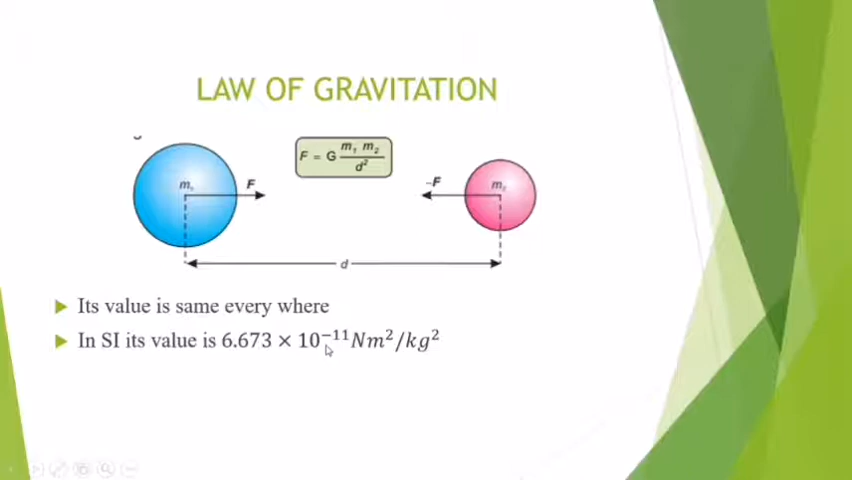 LAW OF GRAVITATION
F = G m₁ m₂ / d²
m₁ F –F m₂
d
Its value is same every where
In SI its value is 6.673 × 10⁻¹¹Nm²/kg²